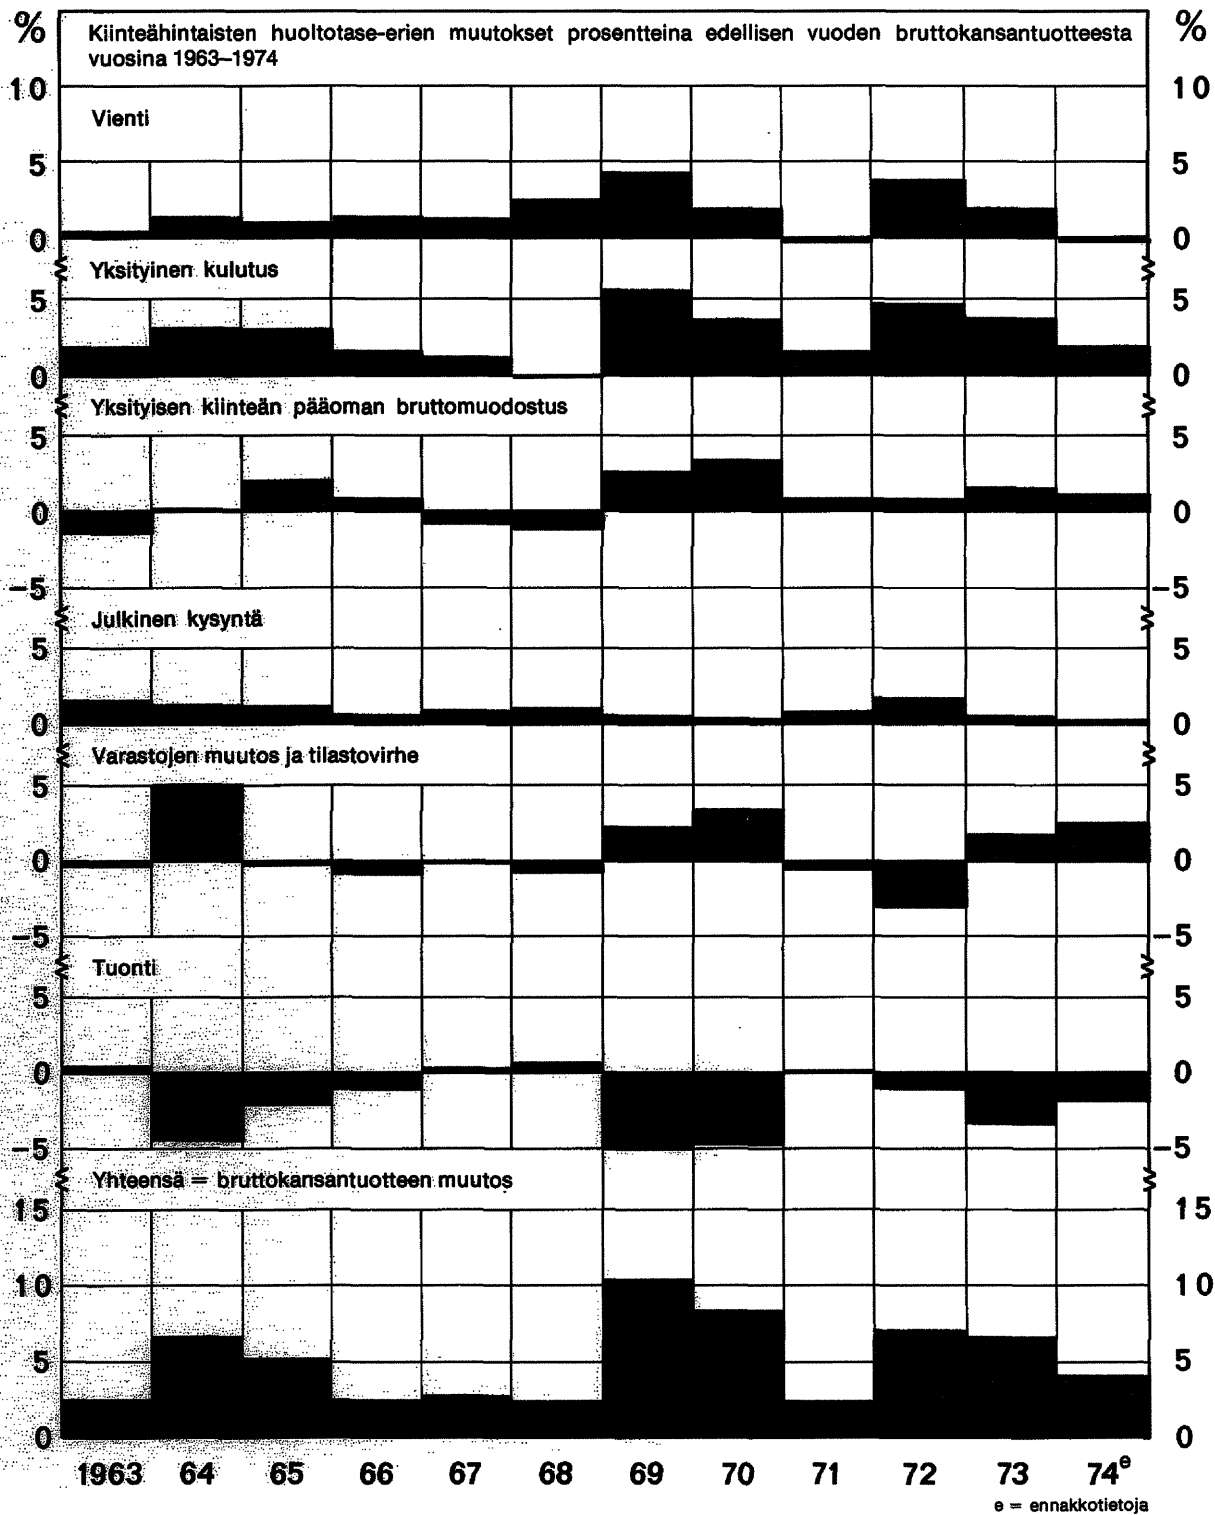 % %
Kiinteähintaisten huoltotase-erien muutokset prosentteina edellisen vuoden bruttokansantuotteesta
vuosina 1963–1974
10 10
Vienti
5 5
0 0
Yksityinen kulutus
5 5
0 0
Yksityisen kiinteän pääoman bruttomuodostus
5 5
0 0
–5 –5
Julkinen kysyntä
5 5
0 0
Varastojen muutos ja tilastovirhe
5 5
0 0
–5 –5
Tuonti
5 5
0 0
–5 –5
Yhteensä = bruttokansantuotteen muutos
15 15
10 10
5 5
0 0
1963 64 65 66 67 68 69 70 71 72 73 74e
e = ennakkotietoja